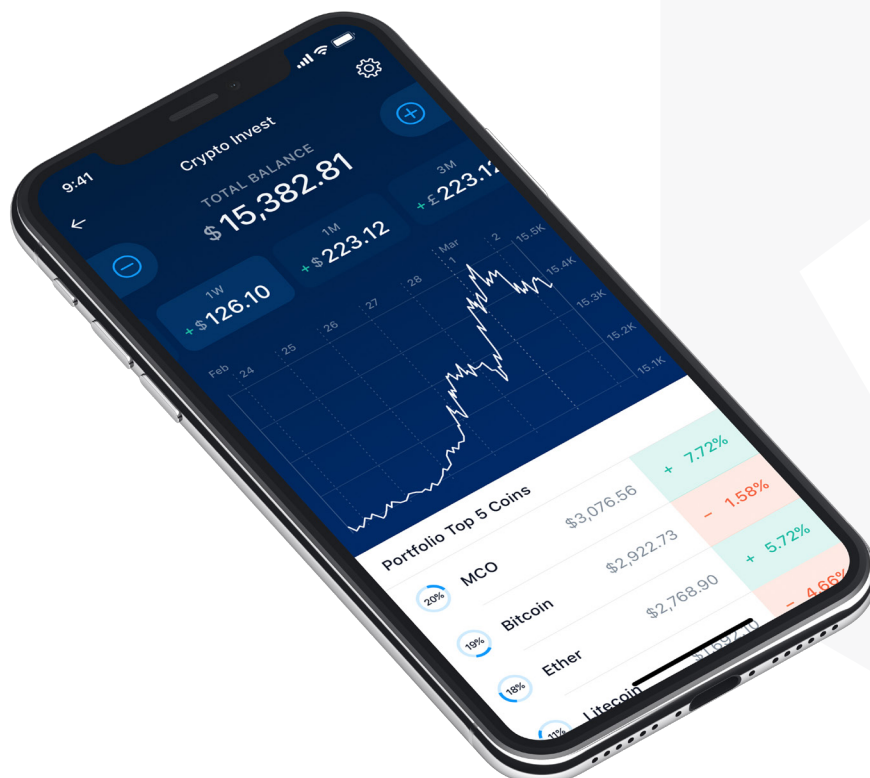 9:41
Crypto Invest
TOTAL BALANCE
$15,382.81
1W
+$126.10
1M
+$223.12
3M
+£223.12
Feb
24
25
26
27
28
Mar
1
2
15.5K
15.4K
15.3K
15.2K
15.1K
Portfolio Top 5 Coins
20% MCO $3,076.56 + 7.72%
19% Bitcoin $2,922.73 − 1.58%
18% Ether $2,768.90 + 5.72%
11% Litecoin − 4.66%